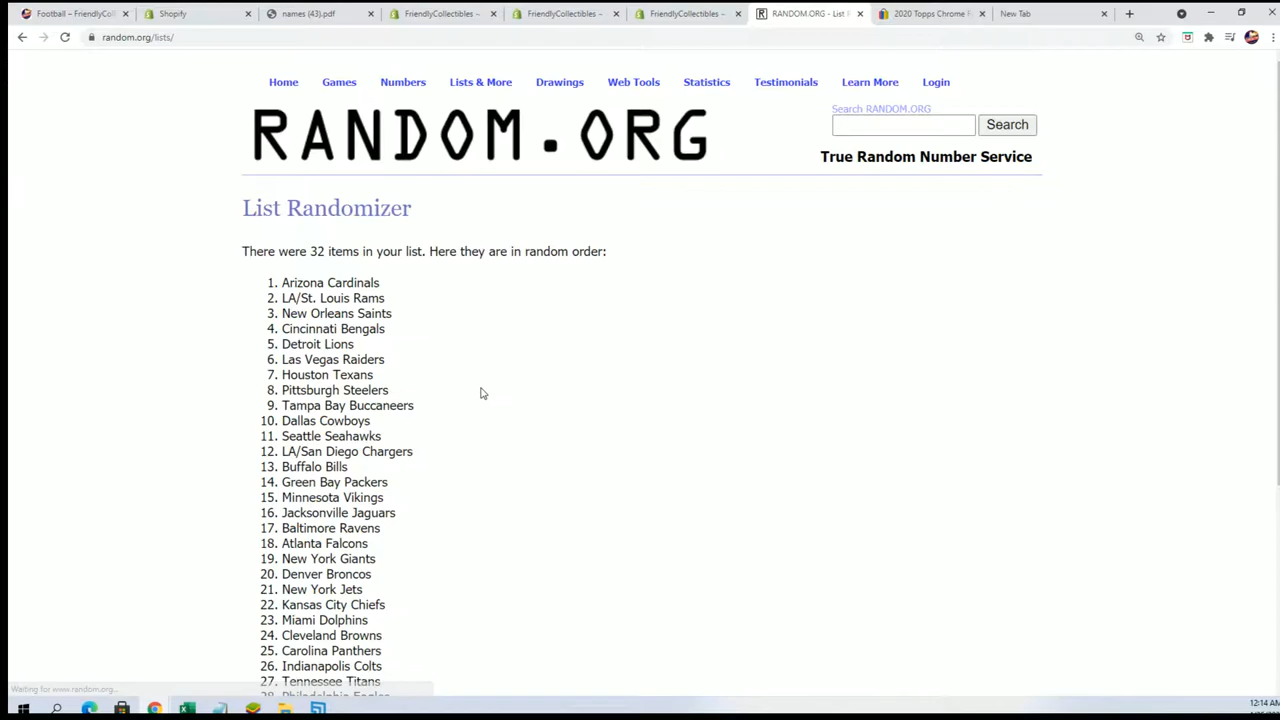 Football - FriendlyColl
Shopify
names (43).pdf
FriendlyCollectibles ~
FriendlyCollectibles ~
FriendlyCollectibles ~
RANDOM.ORG - List
2020 Topps Chrome F
New Tab
random.org/lists/
Home Games Numbers Lists & More Drawings Web Tools Statistics Testimonials Learn More Login
RANDOM.ORG
Search RANDOM.ORG
Search
True Random Number Service
List Randomizer
There were 32 items in your list. Here they are in random order:
1. Arizona Cardinals
2. LA/St. Louis Rams
3. New Orleans Saints
4. Cincinnati Bengals
5. Detroit Lions
6. Las Vegas Raiders
7. Houston Texans
8. Pittsburgh Steelers
9. Tampa Bay Buccaneers
10. Dallas Cowboys
11. Seattle Seahawks
12. LA/San Diego Chargers
13. Buffalo Bills
14. Green Bay Packers
15. Minnesota Vikings
16. Jacksonville Jaguars
17. Baltimore Ravens
18. Atlanta Falcons
19. New York Giants
20. Denver Broncos
21. New York Jets
22. Kansas City Chiefs
23. Miami Dolphins
24. Cleveland Browns
25. Carolina Panthers
26. Indianapolis Colts
27. Tennessee Titans
28. Philadelphia Eagles
Waiting for www.random.org...
12:14 AM